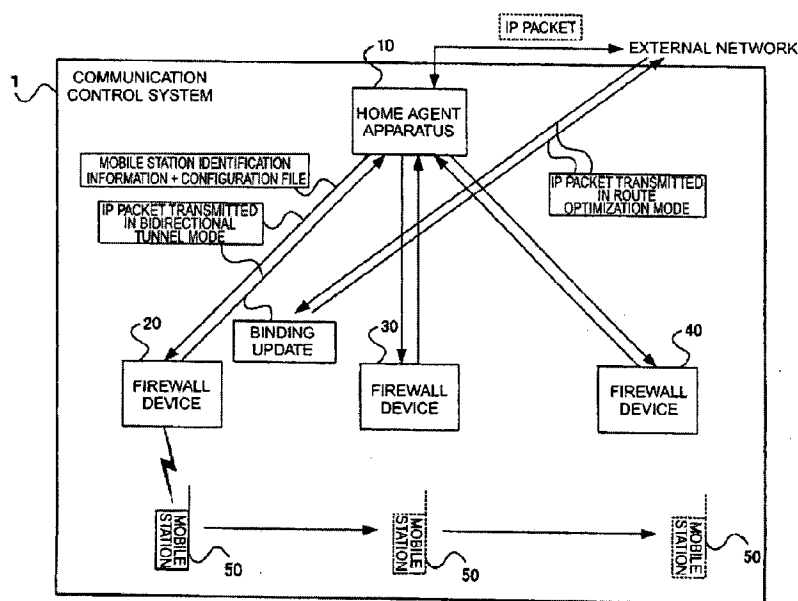 IP PACKET
10
EXTERNAL NETWORK
1
COMMUNICATION
CONTROL SYSTEM
HOME AGENT
APPARATUS
MOBILE STATION IDENTIFICATION
INFORMATION + CONFIGURATION FILE
IP PACKET TRANSMITTED
IN BIDIRECTIONAL
TUNNEL MODE
IP PACKET TRANSMITTED
IN ROUTE
OPTIMIZATION MODE
20
BINDING
UPDATE
30
40
FIREWALL
DEVICE
FIREWALL
DEVICE
FIREWALL
DEVICE
MOBILE
STATION
50
MOBILE
STATION
50
MOBILE
STATION
50